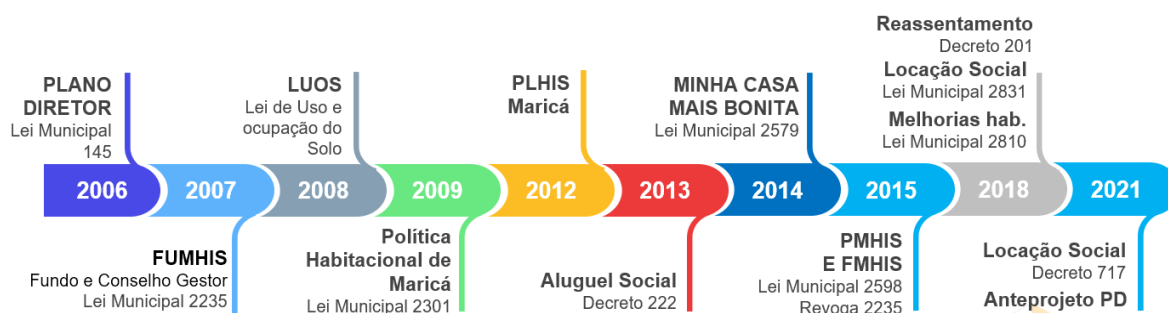 PLANO
DIRETOR
Lei Municipal
145
LUOS
Lei de Uso e
ocupação do
Solo
PLHIS
Maricá
MINHA CASA
MAIS BONITA
Lei Municipal 2579
Reassentamento
Decreto 201
Locação Social
Lei Municipal 2831
Melhorias hab.
Lei Municipal 2810
2006
2007
2008
2009
2012
2013
2014
2015
2018
2021
FUMHIS
Fundo e Conselho Gestor
Lei Municipal 2235
Política
Habitacional de
Maricá
Lei Municipal 2301
Aluguel Social
Decreto 222
PMHIS
E FMHIS
Lei Municipal 2598
Revoga 2235
Locação Social
Decreto 717
Anteprojeto PD